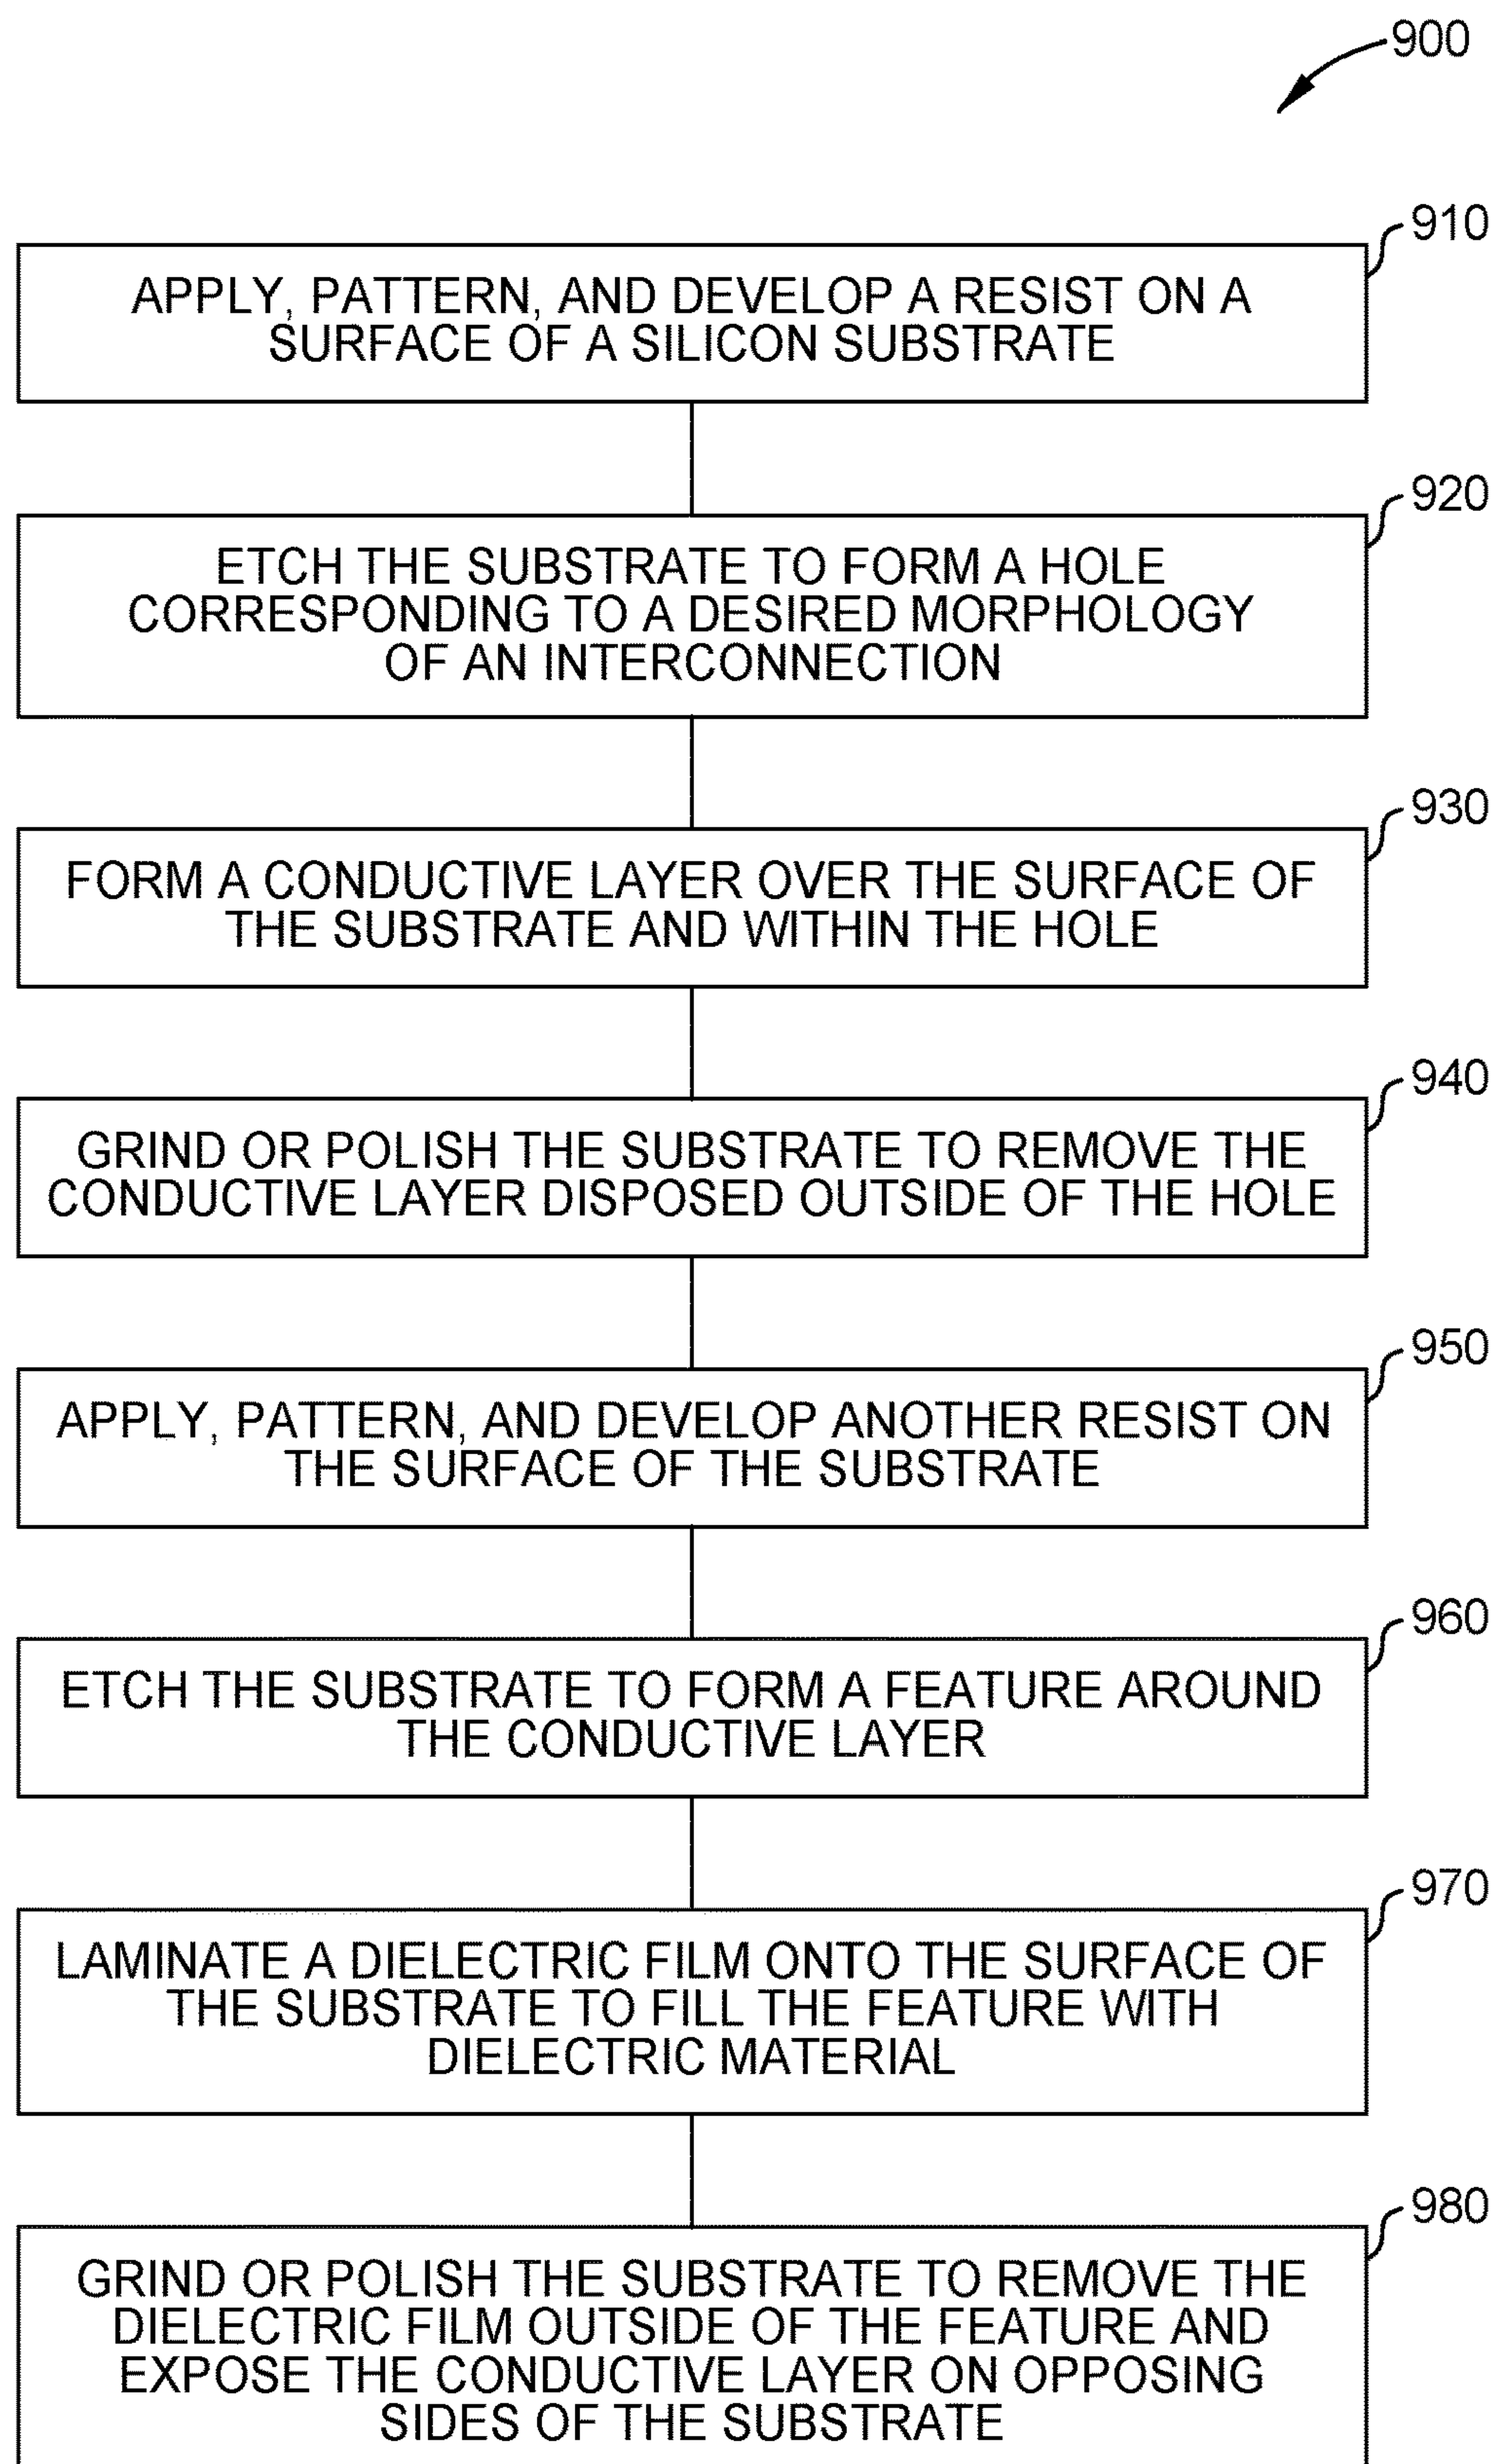 900
910
APPLY, PATTERN, AND DEVELOP A RESIST ON A
SURFACE OF A SILICON SUBSTRATE
920
ETCH THE SUBSTRATE TO FORM A HOLE
CORRESPONDING TO A DESIRED MORPHOLOGY
OF AN INTERCONNECTION
930
FORM A CONDUCTIVE LAYER OVER THE SURFACE OF
THE SUBSTRATE AND WITHIN THE HOLE
940
GRIND OR POLISH THE SUBSTRATE TO REMOVE THE
CONDUCTIVE LAYER DISPOSED OUTSIDE OF THE HOLE
950
APPLY, PATTERN, AND DEVELOP ANOTHER RESIST ON
THE SURFACE OF THE SUBSTRATE
960
ETCH THE SUBSTRATE TO FORM A FEATURE AROUND
THE CONDUCTIVE LAYER
970
LAMINATE A DIELECTRIC FILM ONTO THE SURFACE OF
THE SUBSTRATE TO FILL THE FEATURE WITH
DIELECTRIC MATERIAL
980
GRIND OR POLISH THE SUBSTRATE TO REMOVE THE
DIELECTRIC FILM OUTSIDE OF THE FEATURE AND
EXPOSE THE CONDUCTIVE LAYER ON OPPOSING
SIDES OF THE SUBSTRATE